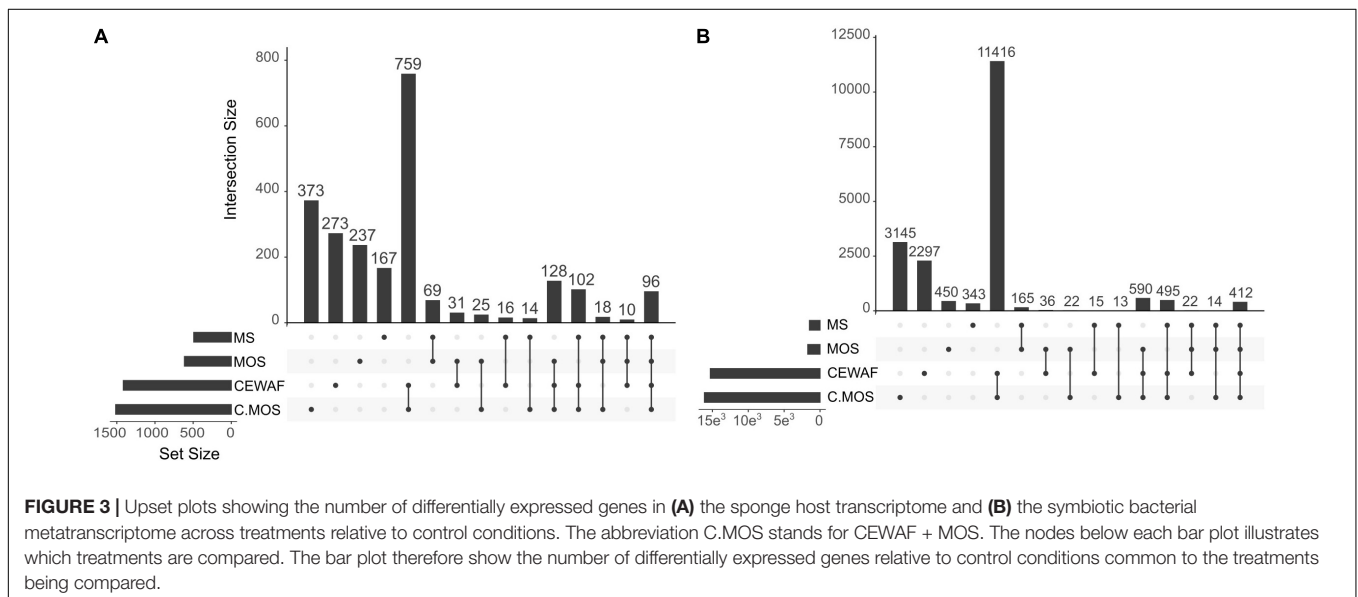 A
B
Intersection Size
800
600
400
200
0
373
273
237
167
759
69
31
25
16
14
128
102
18
10
96
MS
MOS
CEWAF
C.MOS
1500 1000 500 0
Set Size
12500
10000
7500
5000
2500
0
3145
2297
450
343
11416
165
36
22
15
13
590
495
22
14
412
MS
MOS
CEWAF
C.MOS
15e³ 10e³ 5e³ 0
FIGURE 3 | Upset plots showing the number of differentially expressed genes in (A) the sponge host transcriptome and (B) the symbiotic bacterial
metatranscriptome across treatments relative to control conditions. The abbreviation C.MOS stands for CEWAF + MOS. The nodes below each bar plot illustrates
which treatments are compared. The bar plot therefore show the number of differentially expressed genes relative to control conditions common to the treatments
being compared.